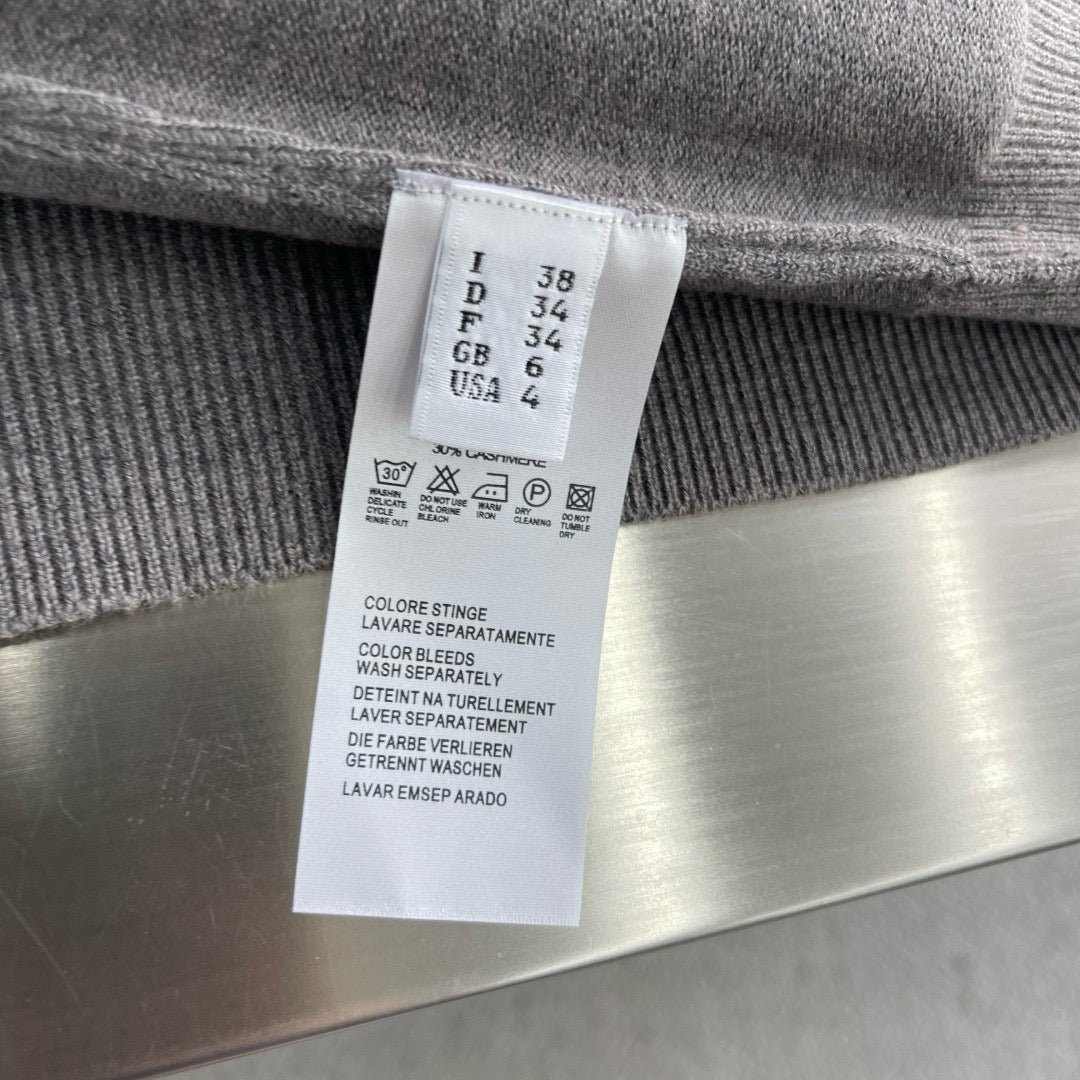 I 38
D 34
F 34
GB 6
USA 4
30% CASHMERE
30°
WASHIN
DELICATE
CYCLE
RINSE OUT
DO NOT USE
CHLORINE
BLEACH
WARM
IRON
P
DRY
CLEANING
DO NOT
TUMBLE
DRY
COLORE STINGE
LAVARE SEPARATAMENTE
COLOR BLEEDS
WASH SEPARATELY
DETEINT NA TURELLEMENT
LAVER SEPARATEMENT
DIE FARBE VERLIEREN
GETRENNT WASCHEN
LAVAR EMSEP ARADO